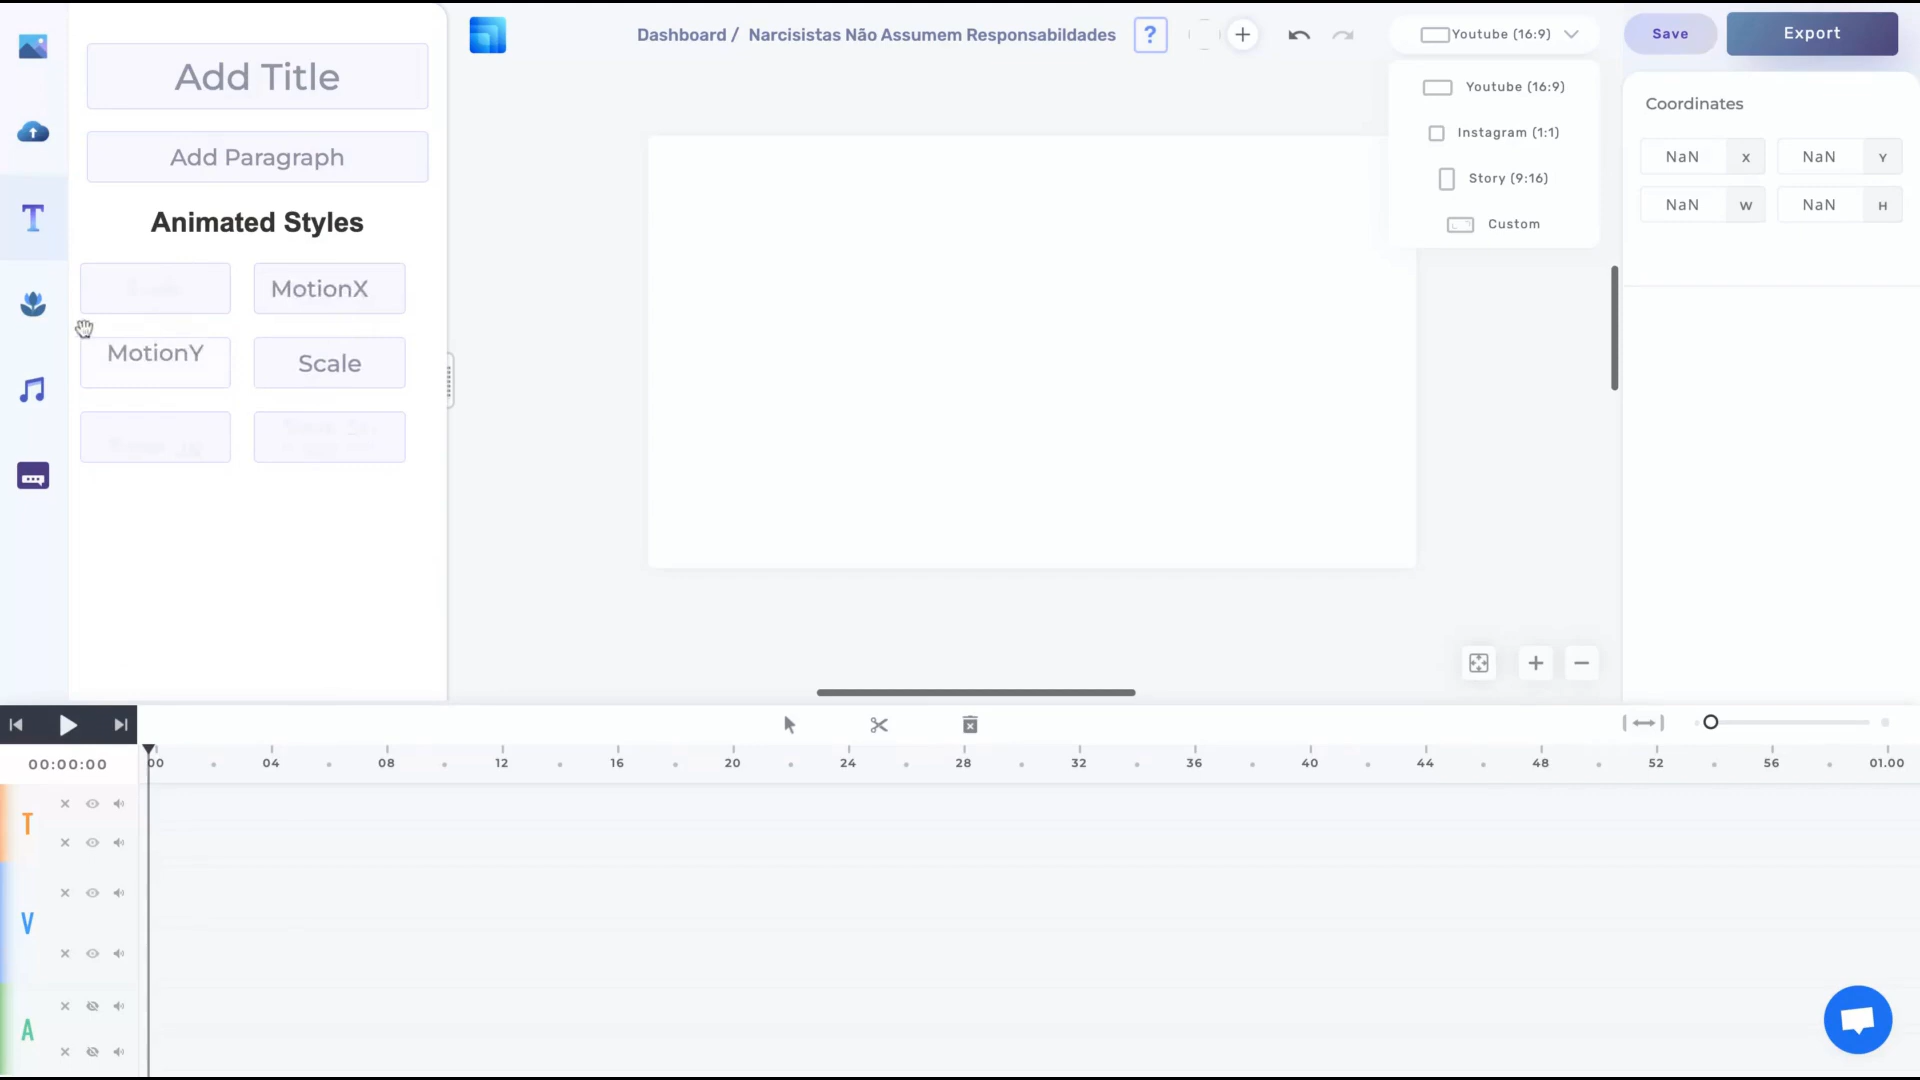 Dashboard / Narcisistas Não Assumem Responsabildades ? Youtube (16:9) Save Export
Add Title
Add Paragraph
Animated Styles
MotionX
MotionY
Scale
T
Youtube (16:9)
Instagram (1:1)
Story (9:16)
Custom
Coordinates
NaN X NaN Y
NaN W NaN H
00:00:00
00 04 08 12 16 20 24 28 32 36 40 44 48 52 56 01.00
T
V
A